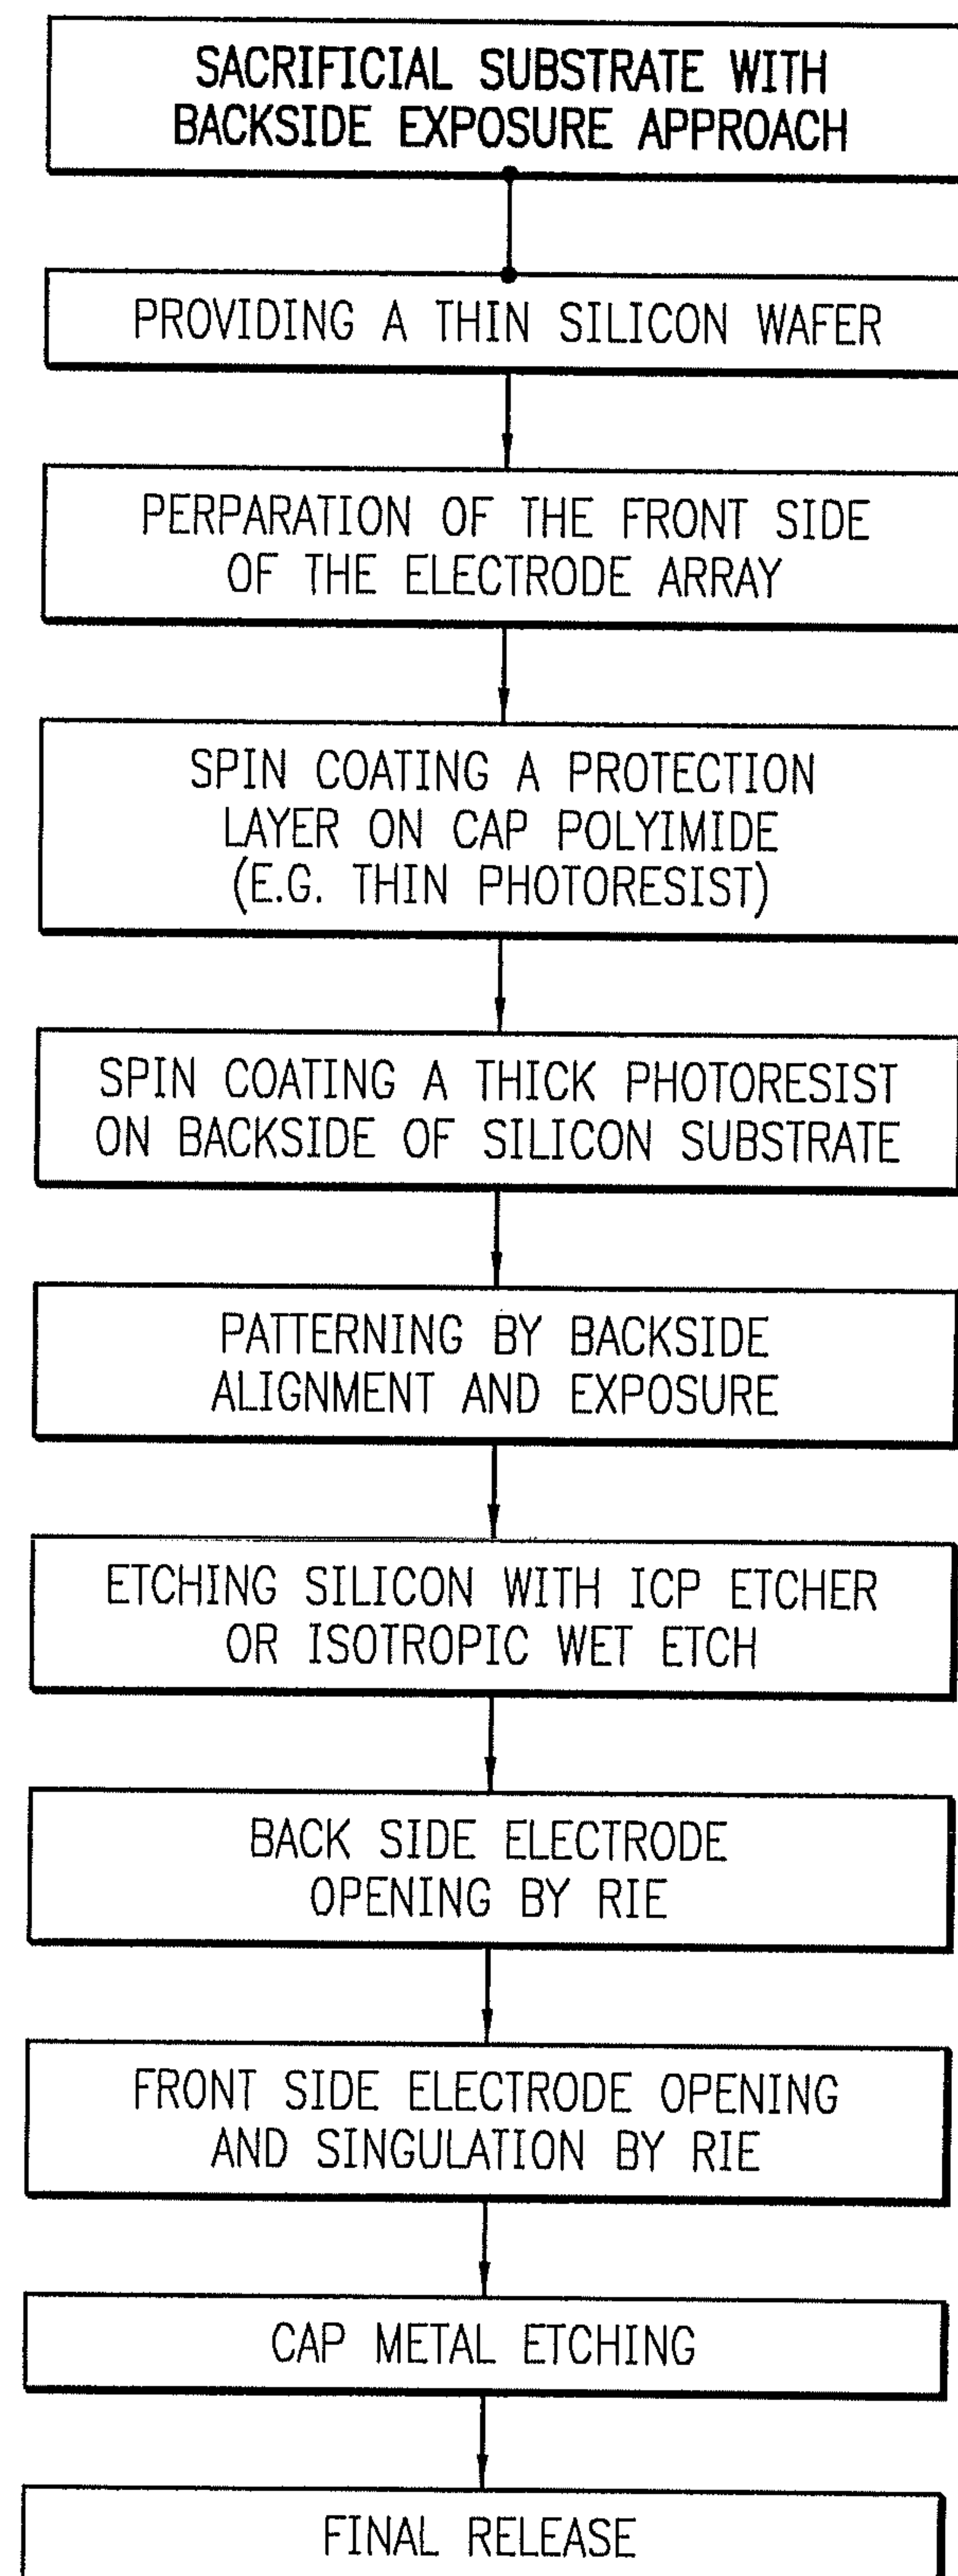 SACRIFICIAL SUBSTRATE WITH
BACKSIDE EXPOSURE APPROACH
PROVIDING A THIN SILICON WAFER
PERPARATION OF THE FRONT SIDE
OF THE ELECTRODE ARRAY
SPIN COATING A PROTECTION
LAYER ON CAP POLYIMIDE
(E.G. THIN PHOTORESIST)
SPIN COATING A THICK PHOTORESIST
ON BACKSIDE OF SILICON SUBSTRATE
PATTERNING BY BACKSIDE
ALIGNMENT AND EXPOSURE
ETCHING SILICON WITH ICP ETCHER
OR ISOTROPIC WET ETCH
BACK SIDE ELECTRODE
OPENING BY RIE
FRONT SIDE ELECTRODE OPENING
AND SINGULATION BY RIE
CAP METAL ETCHING
FINAL RELEASE